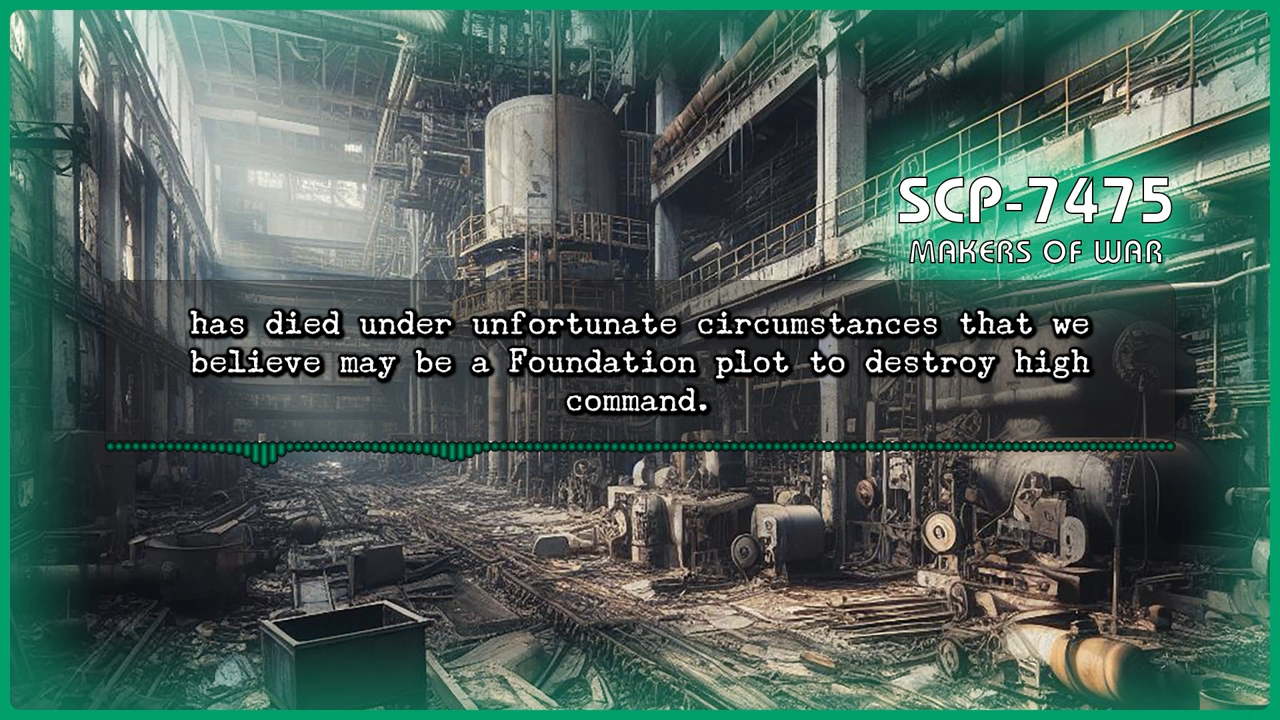 SCP-7475
MAKERS OF WAR
has died under unfortunate circumstances that we
believe may be a Foundation plot to destroy high
command.